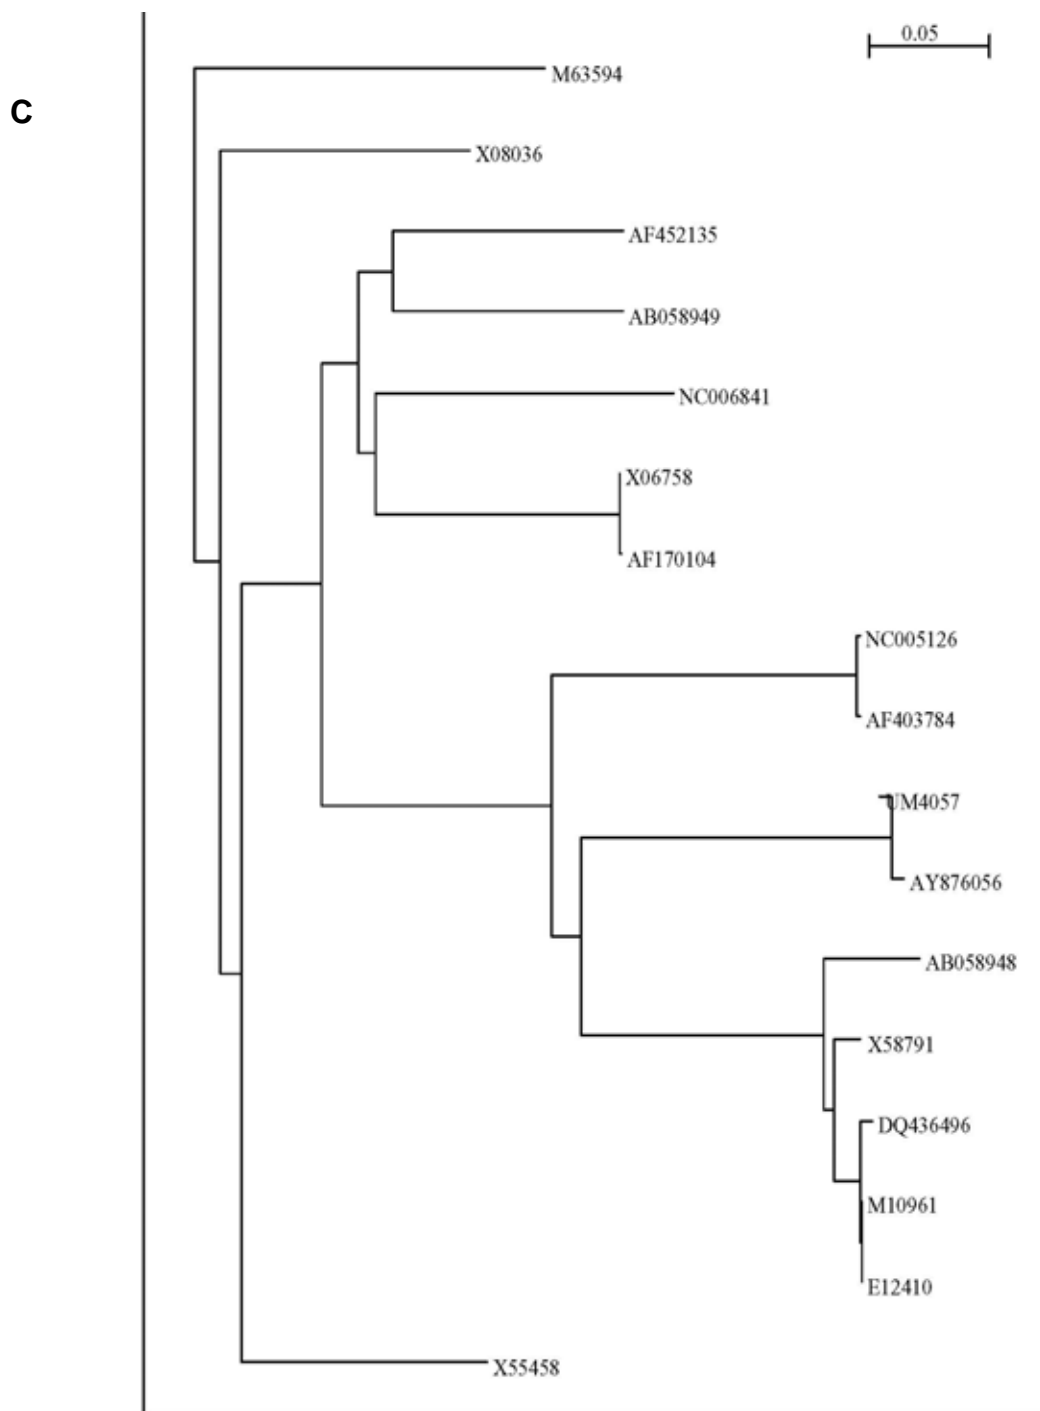 0.05
M63594
C
X08036
AF452135
AB058949
NC006841
X06758
AF170104
NC005126
AF403784
UM4057
AY876056
AB058948
X58791
DQ436496
M10961
E12410
X55458